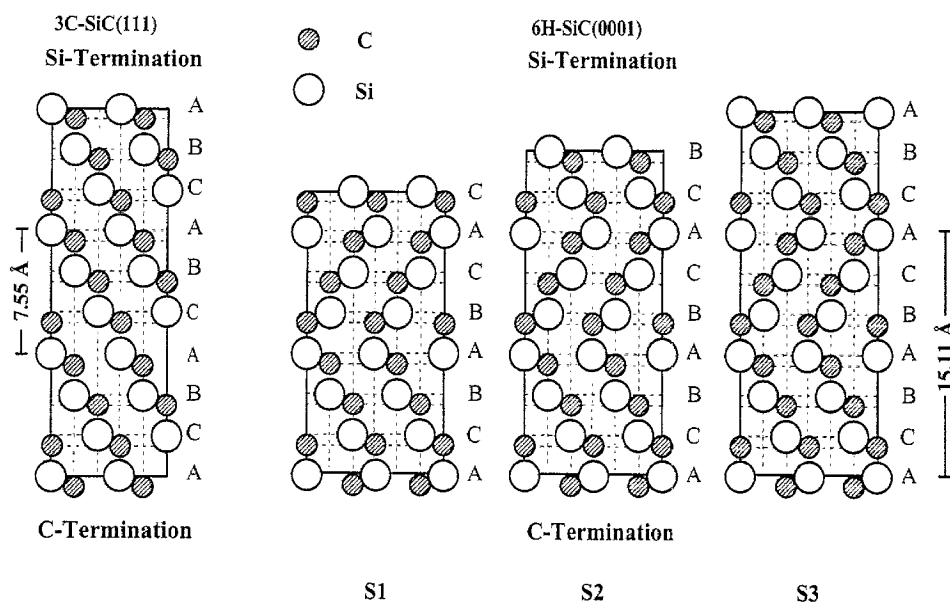 3C-SiC(111)
Si-Termination
C
Si
6H-SiC(0001)
Si-Termination
A
B
C
A
B
C
A
B
C
A
7.55 Å
C
A
C
B
A
B
C
A
B
C
A
C
B
A
B
C
A
A
B
C
A
C
B
A
B
C
A
15.11 Å
C-Termination
C-Termination
S1
S2
S3